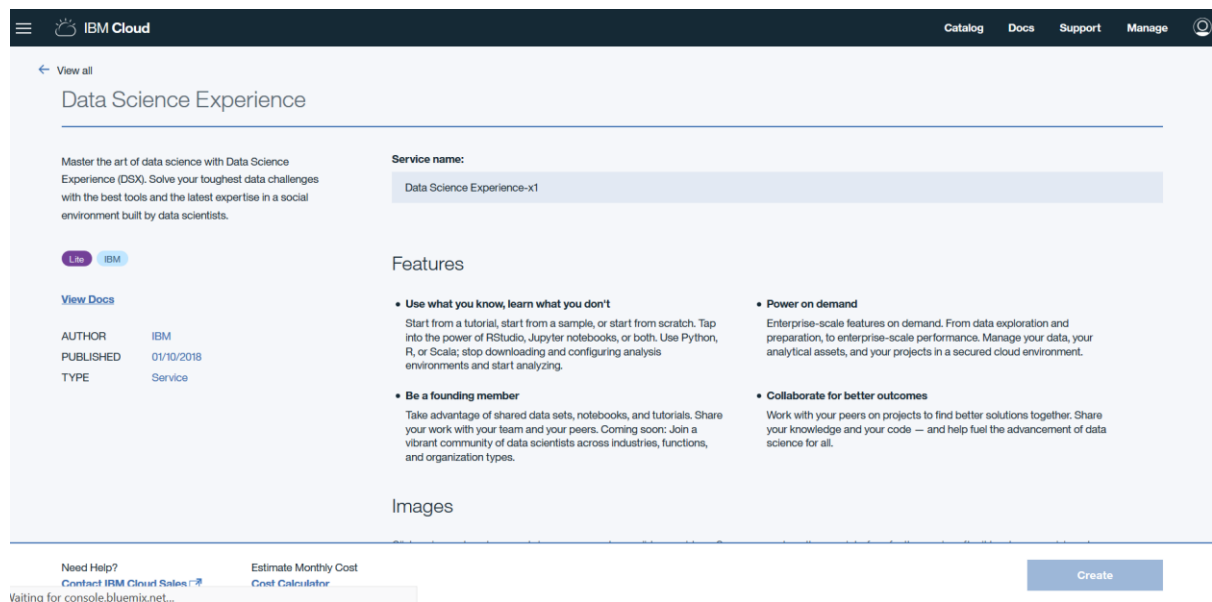 IBM Cloud
Catalog Docs Support Manage
← View all
Data Science Experience
Master the art of data science with Data Science
Experience (DSX). Solve your toughest data challenges
with the best tools and the latest expertise in a social
environment built by data scientists.
Lite IBM
View Docs
AUTHOR IBM
PUBLISHED 01/10/2018
TYPE Service
Service name:
Data Science Experience-x1
Features
• Use what you know, learn what you don't
Start from a tutorial, start from a sample, or start from scratch. Tap
into the power of RStudio, Jupyter notebooks, or both. Use Python,
R, or Scala; stop downloading and configuring analysis
environments and start analyzing.
• Power on demand
Enterprise-scale features on demand. From data exploration and
preparation, to enterprise-scale performance. Manage your data, your
analytical assets, and your projects in a secured cloud environment.
• Be a founding member
Take advantage of shared data sets, notebooks, and tutorials. Share
your work with your team and your peers. Coming soon: Join a
vibrant community of data scientists across industries, functions,
and organization types.
• Collaborate for better outcomes
Work with your peers on projects to find better solutions together. Share
your knowledge and your code — and help fuel the advancement of data
science for all.
Images
Need Help?
Contact IBM Cloud Sales
Estimate Monthly Cost
Cost Calculator
Create
Waiting for console.bluemix.net...